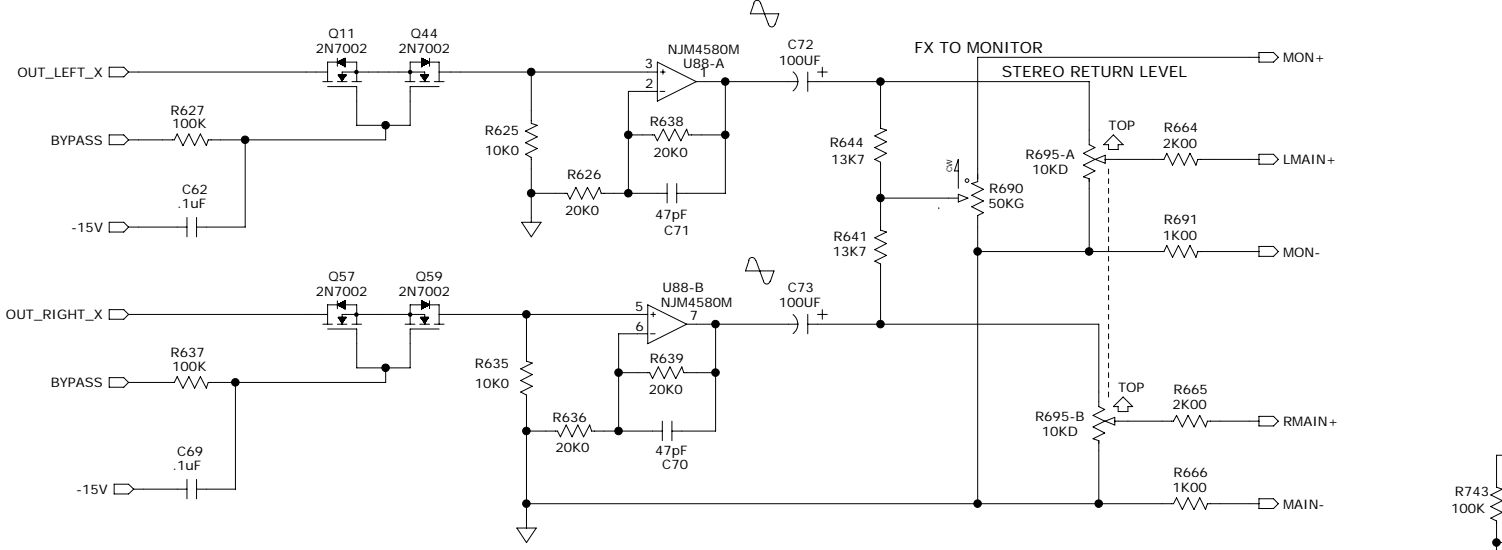 Q11
2N7002
Q44
2N7002
OUT_LEFT_X
R627
100K
BYPASS
C62
.1uF
-15V
R625
10K0
R626
20K0
3
2
1
+
-
NJM4580M
U88-A
R638
20K0
47pF
C71
C72
100UF
+
FX TO MONITOR
STEREO RETURN LEVEL
R644
13K7
R641
13K7
CW
R690
50KG
R695-A
10KD
TOP
R664
2K00
R691
1K00
MON+
LMAIN+
MON-
Q57
2N7002
Q59
2N7002
OUT_RIGHT_X
R637
100K
BYPASS
C69
.1uF
-15V
R635
10K0
R636
20K0
U88-B
NJM4580M
5
6
7
+
-
R639
20K0
47pF
C70
C73
100UF
+
TOP
R695-B
10KD
R665
2K00
R666
1K00
RMAIN+
MAIN-
R743
100K